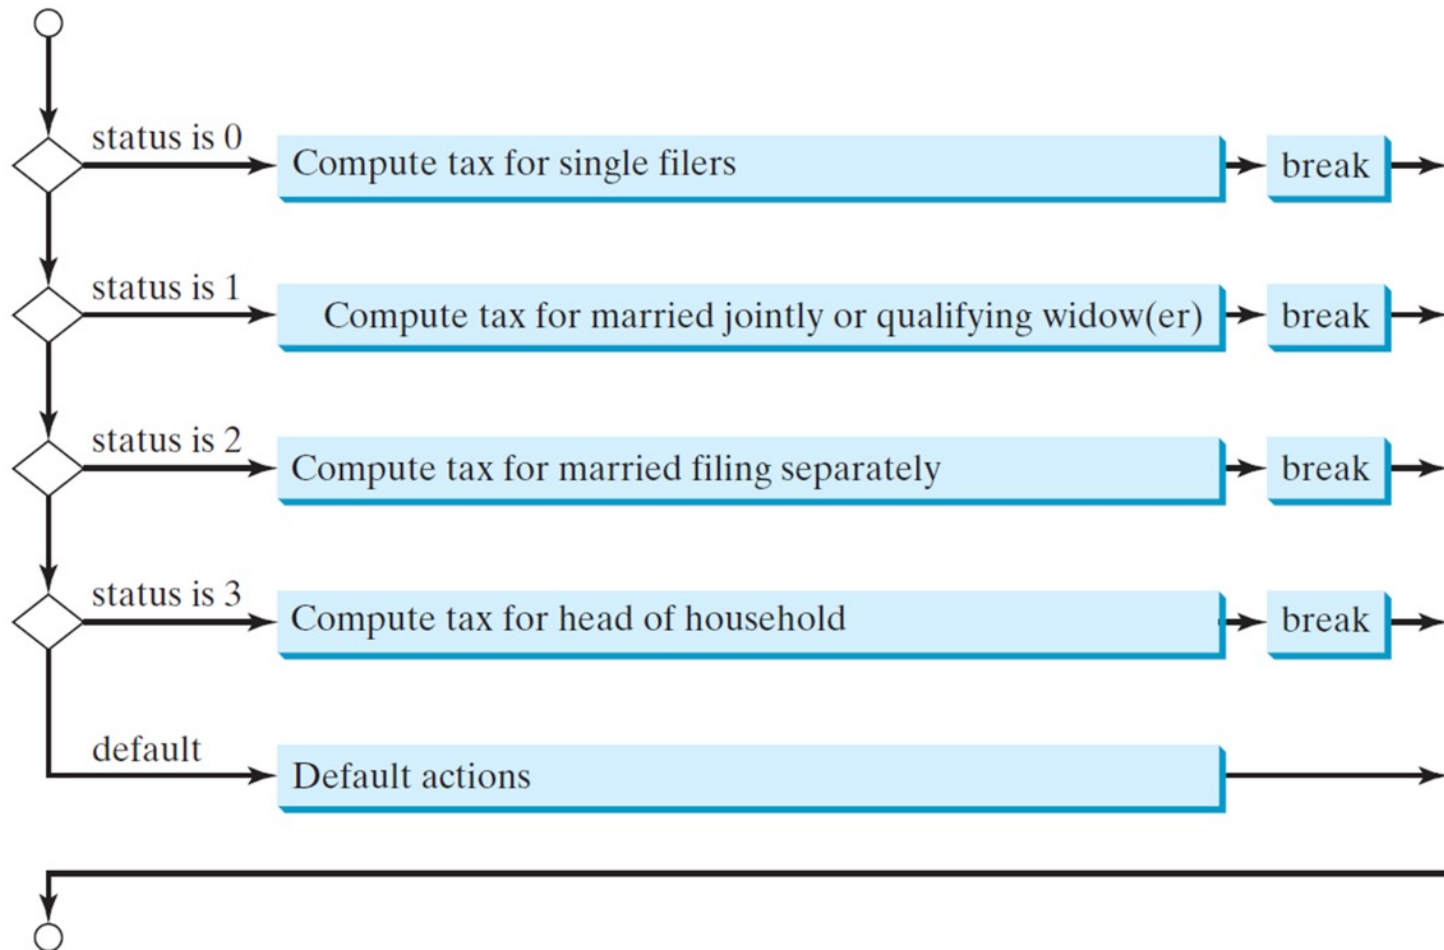 status is 0
Compute tax for single filers
break
status is 1
Compute tax for married jointly or qualifying widow(er)
break
status is 2
Compute tax for married filing separately
break
status is 3
Compute tax for head of household
break
default
Default actions